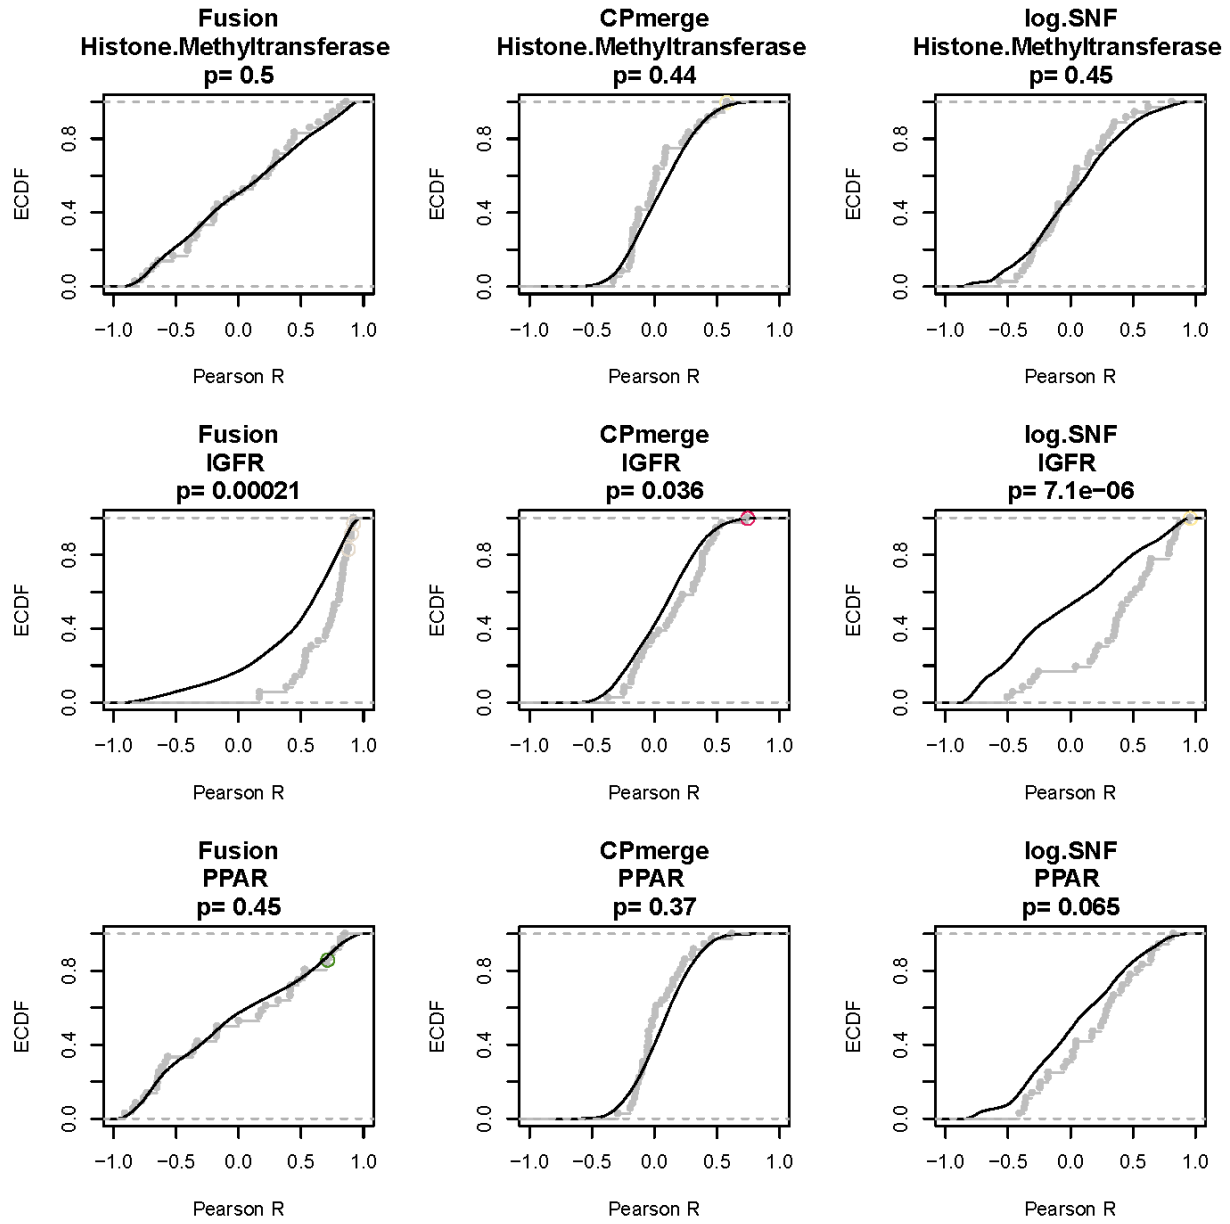 Fusion
Histone.Methyltransferase
p= 0.5
ECDF
0.0 0.4 0.8
−1.0 −0.5 0.0 0.5 1.0
Pearson R
CPmerge
Histone.Methyltransferase
p= 0.44
ECDF
0.0 0.4 0.8
−1.0 −0.5 0.0 0.5 1.0
Pearson R
log.SNF
Histone.Methyltransferase
p= 0.45
ECDF
0.0 0.4 0.8
−1.0 −0.5 0.0 0.5 1.0
Pearson R
Fusion
IGFR
p= 0.00021
ECDF
0.0 0.4 0.8
−1.0 −0.5 0.0 0.5 1.0
Pearson R
CPmerge
IGFR
p= 0.036
ECDF
0.0 0.4 0.8
−1.0 −0.5 0.0 0.5 1.0
Pearson R
log.SNF
IGFR
p= 7.1e−06
ECDF
0.0 0.4 0.8
−1.0 −0.5 0.0 0.5 1.0
Pearson R
Fusion
PPAR
p= 0.45
ECDF
0.0 0.4 0.8
−1.0 −0.5 0.0 0.5 1.0
Pearson R
CPmerge
PPAR
p= 0.37
ECDF
0.0 0.4 0.8
−1.0 −0.5 0.0 0.5 1.0
Pearson R
log.SNF
PPAR
p= 0.065
ECDF
0.0 0.4 0.8
−1.0 −0.5 0.0 0.5 1.0
Pearson R